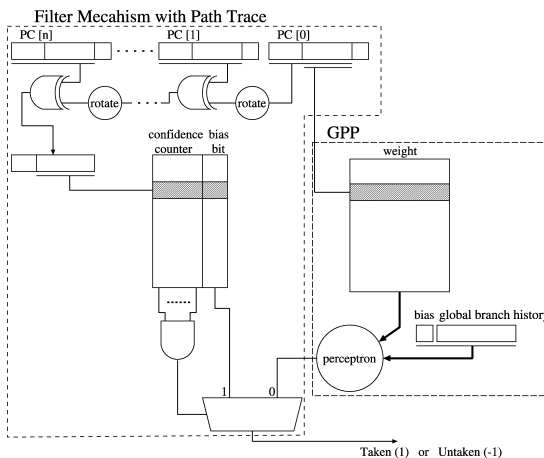 Filter Mecahism with Path Trace
PC [n]
PC [1]
PC [0]
rotate
rotate
confidence counter
bias bit
GPP
weight
bias
global branch history
perceptron
1
0
Taken (1) or Untaken (-1)